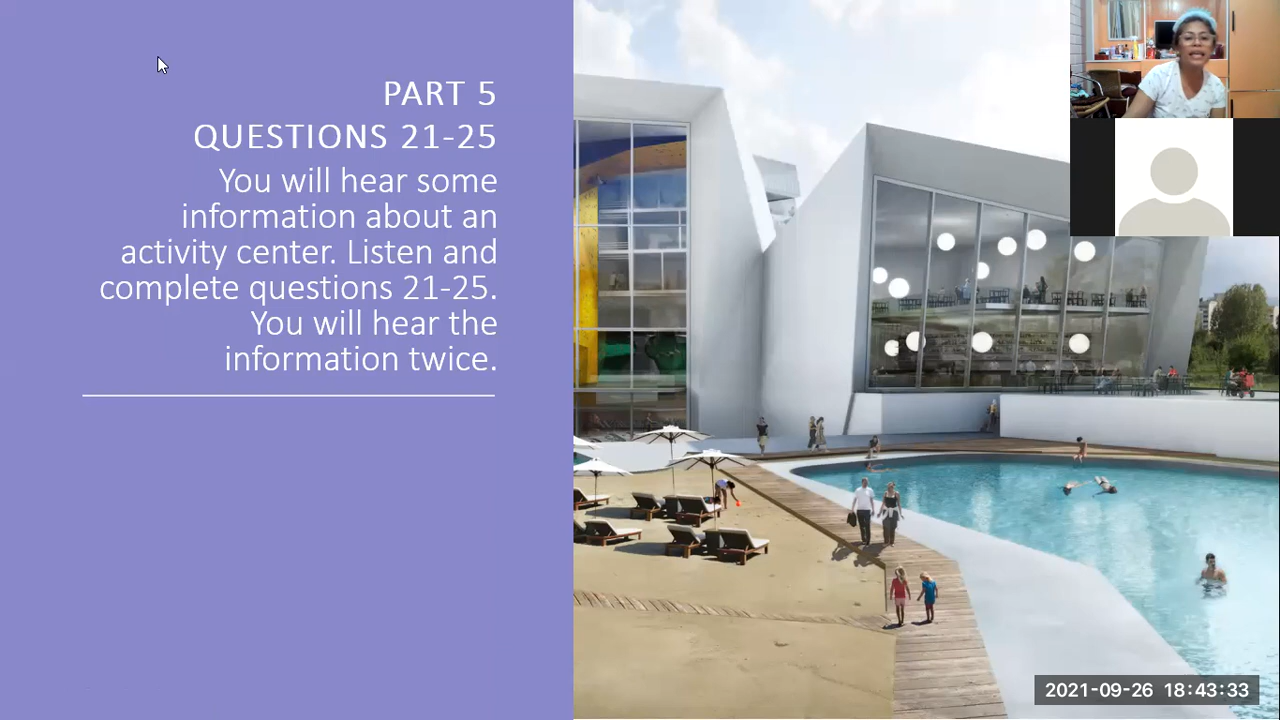 PART 5
QUESTIONS 21-25
You will hear some
information about an
activity center. Listen and
complete questions 21-25.
You will hear the
information twice.
2021-09-26 18:43:33